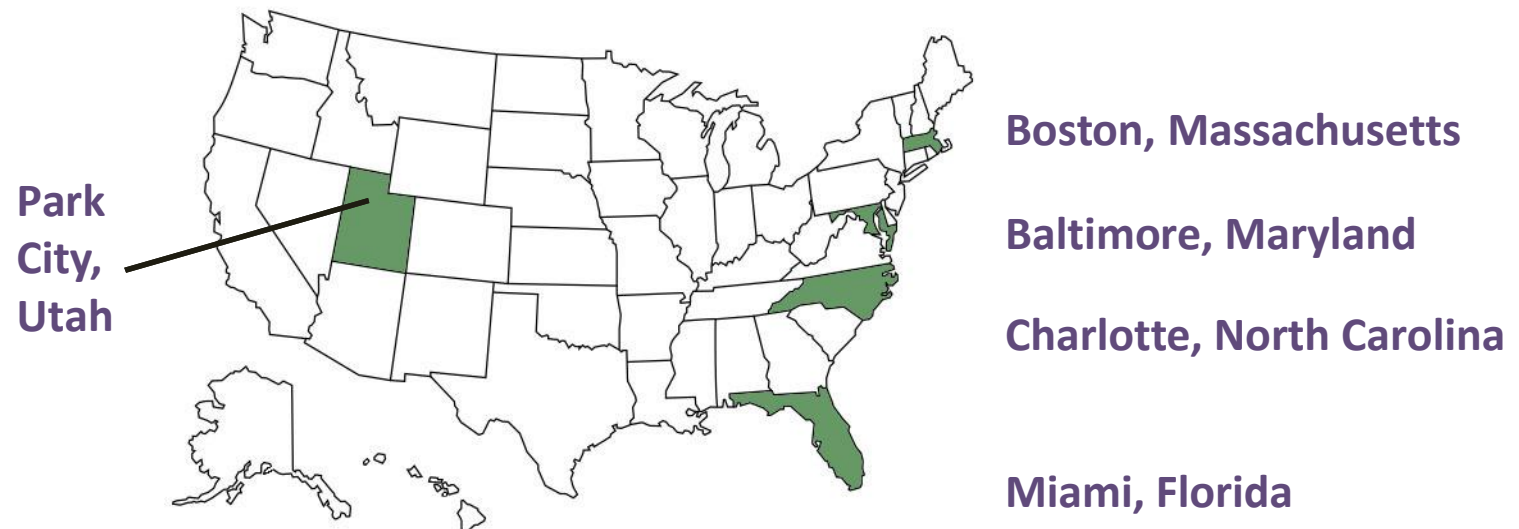 Park
City,
Utah
Boston, Massachusetts
Baltimore, Maryland
Charlotte, North Carolina
Miami, Florida